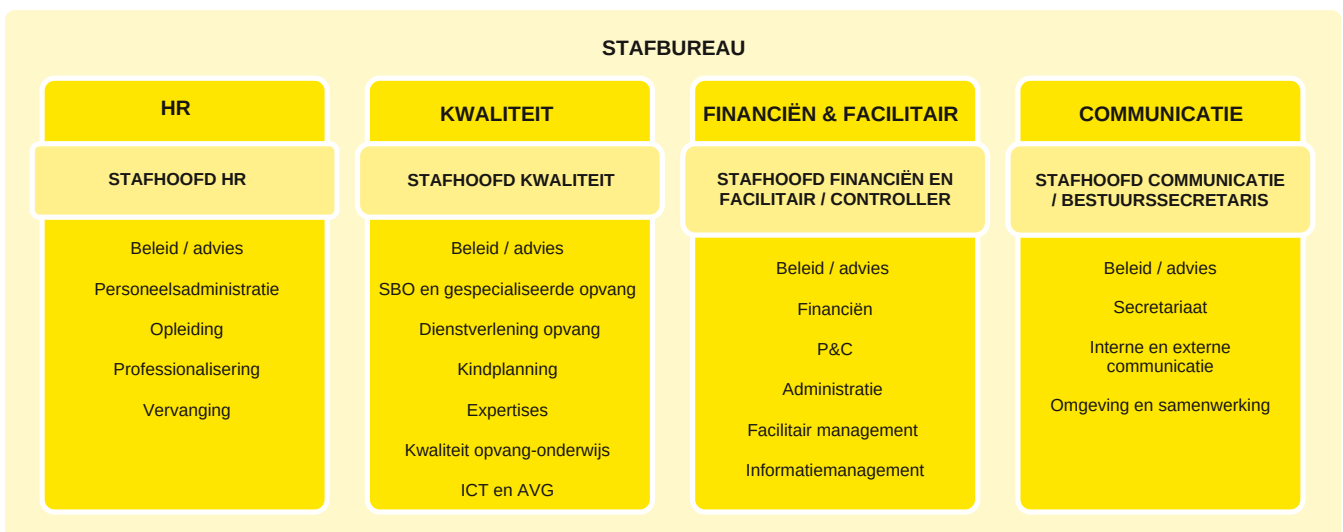 STAFBUREAU
HR
STAFHOOFD HR
Beleid / advies
Personeelsadministratie
Opleiding
Professionalisering
Vervanging
KWALITEIT
STAFHOOFD KWALITEIT
Beleid / advies
SBO en gespecialiseerde opvang
Dienstverlening opvang
Kindplanning
Expertises
Kwaliteit opvang-onderwijs
ICT en AVG
FINANCIËN & FACILITAIR
STAFHOOFD FINANCIËN EN
FACILITAIR / CONTROLLER
Beleid / advies
Financiën
P&C
Administratie
Facilitair management
Informatiemanagement
COMMUNICATIE
STAFHOOFD COMMUNICATIE
/ BESTUURSSECRETARIS
Beleid / advies
Secretariaat
Interne en externe
communicatie
Omgeving en samenwerking